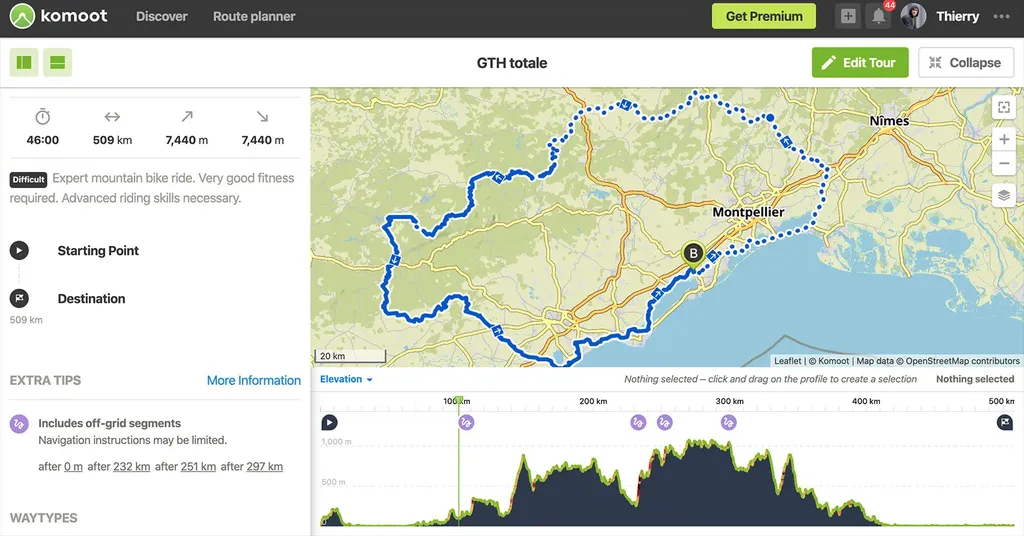 komoot Discover Route planner Get Premium 44 Thierry
GTH totale Edit Tour Collapse
46:00 509 km 7,440 m 7,440 m
Difficult Expert mountain bike ride. Very good fitness
required. Advanced riding skills necessary.
Starting Point
Destination
509 km
EXTRA TIPS More Information
Includes off-grid segments
Navigation instructions may be limited.
after 0 m after 232 km after 251 km after 297 km
WAYTYPES
Nîmes
Montpellier
B
20 km
Leaflet | © Komoot | Map data © OpenStreetMap contributors
Elevation Nothing selected – click and drag on the profile to create a selection Nothing selected
100 km 200 km 300 km 400 km 500 km
1,000 m
500 m
0